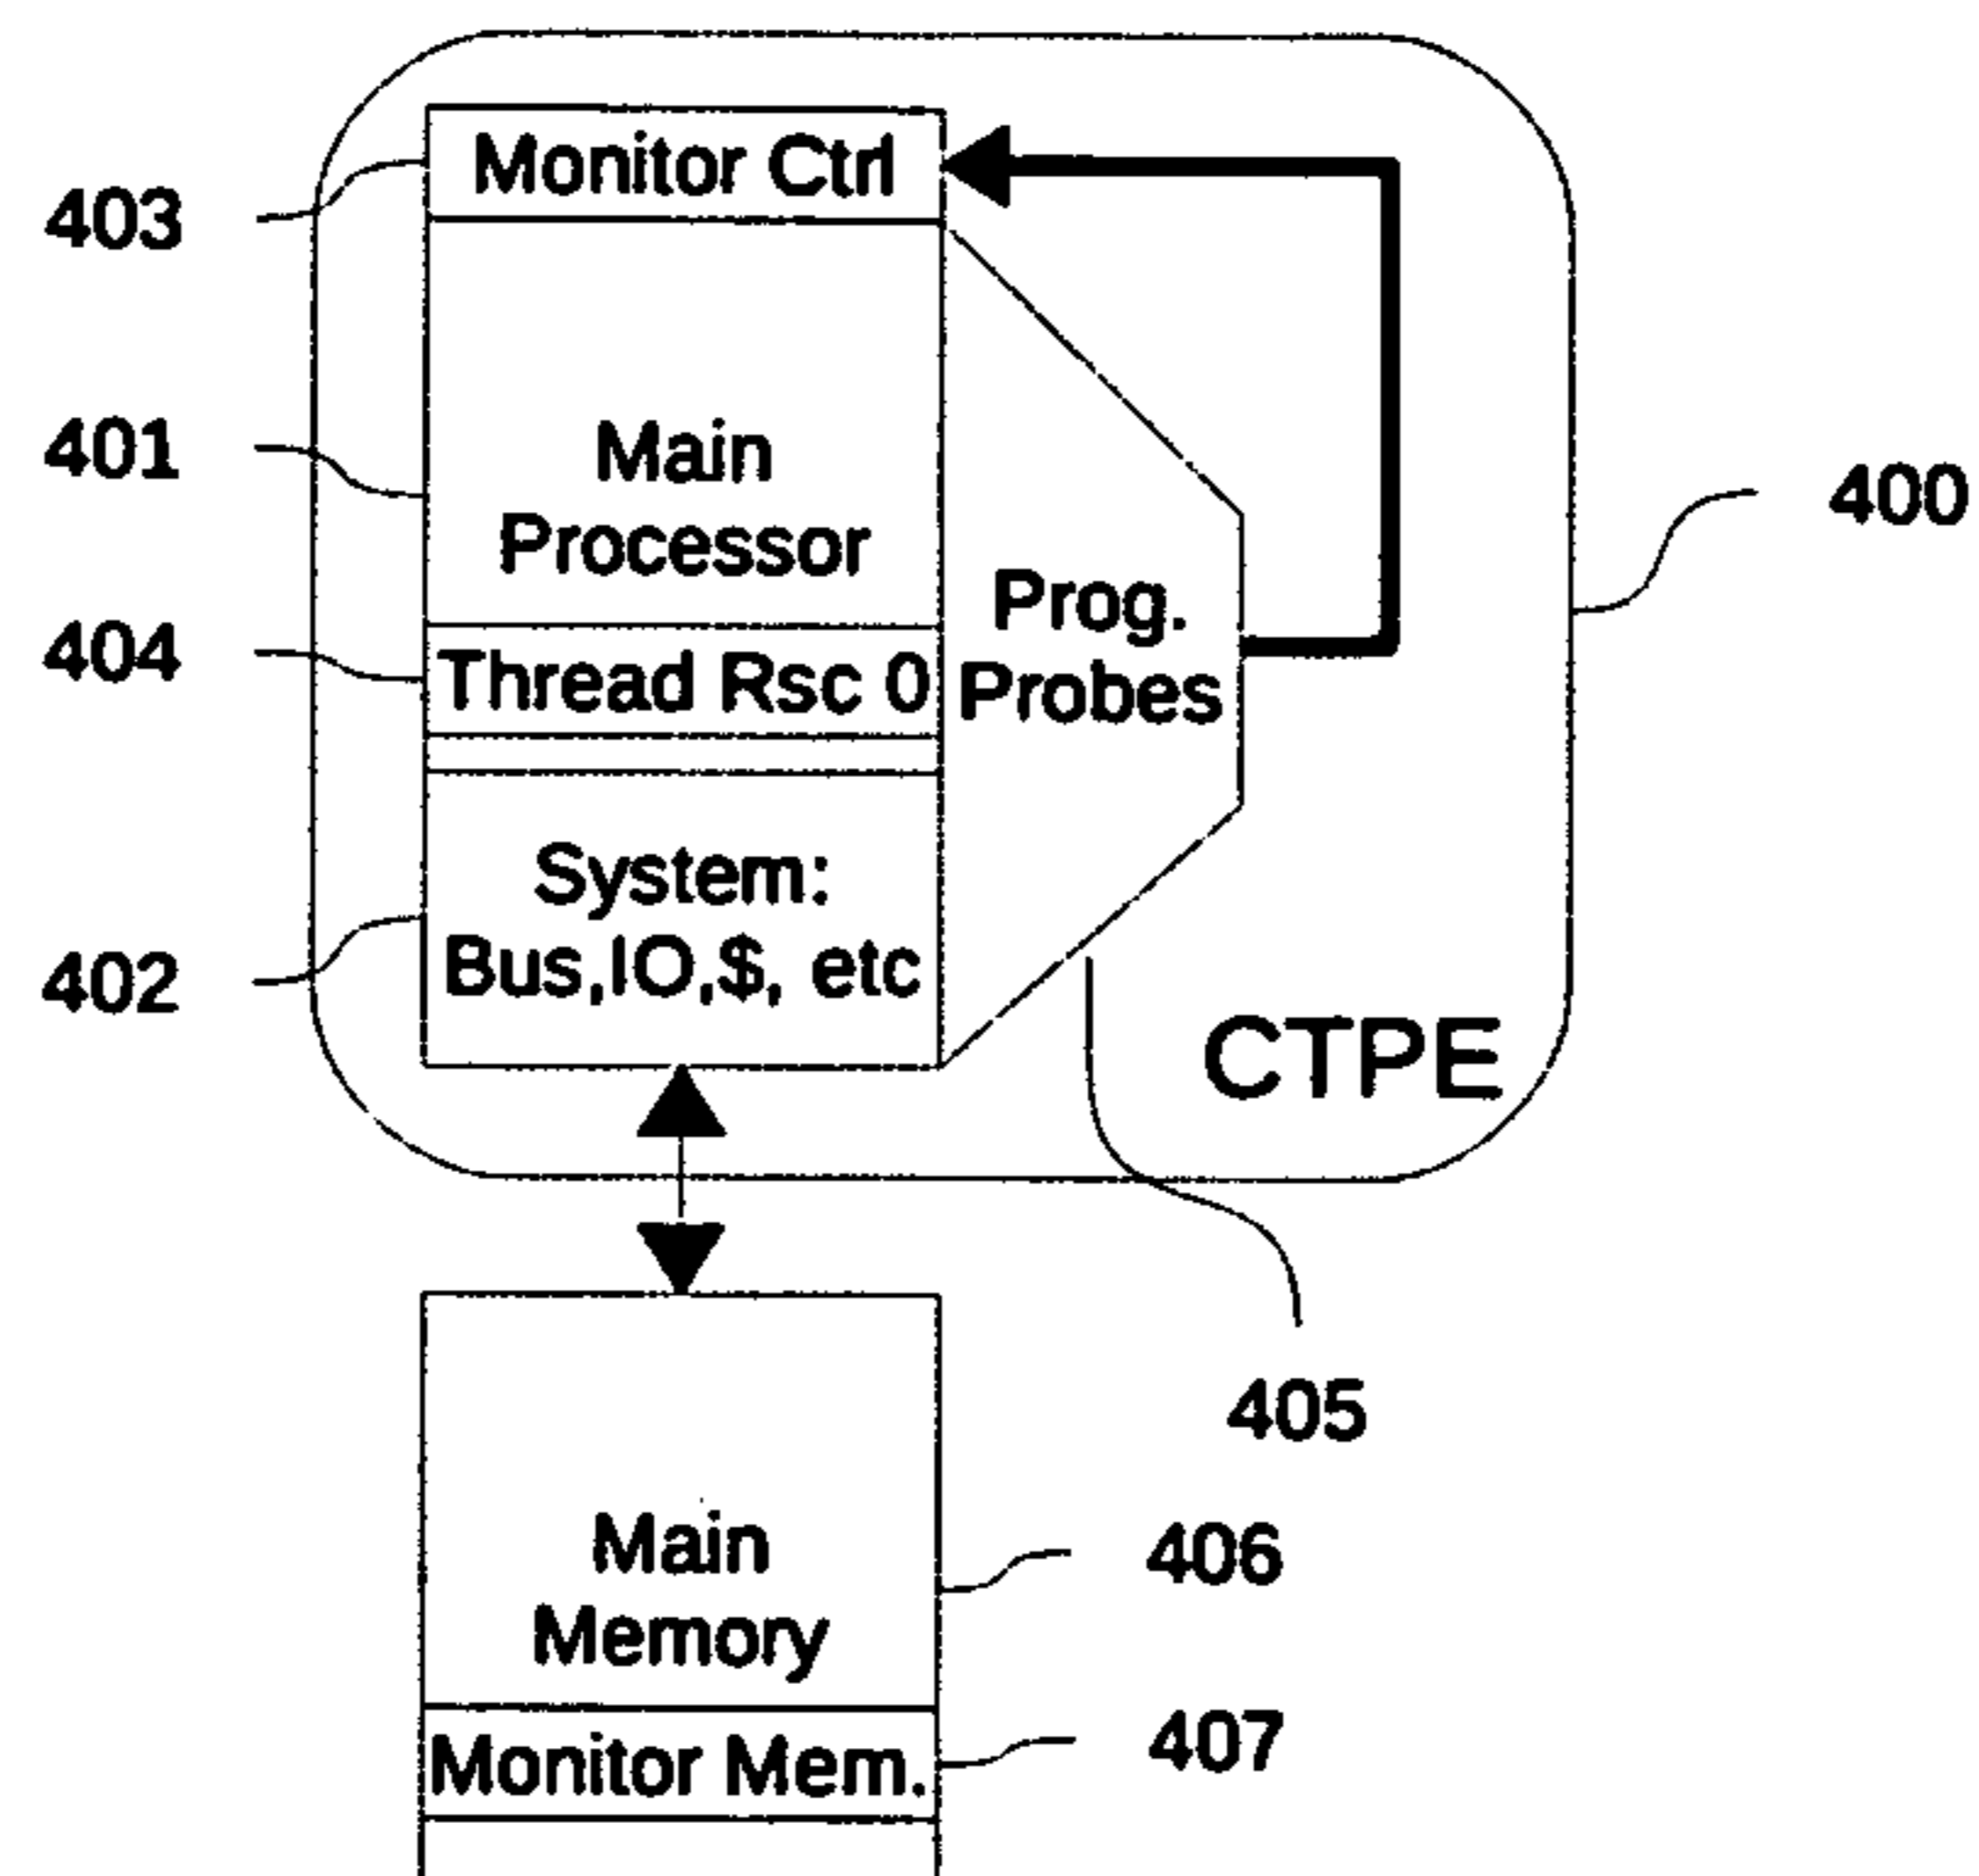 Monitor Ctrl
403
401
Main
Processor
400
Prog.
Probes
404
Thread Rsc 0
System:
Bus,IO,$, etc
402
CTPE
405
Main
Memory
406
Monitor Mem.
407